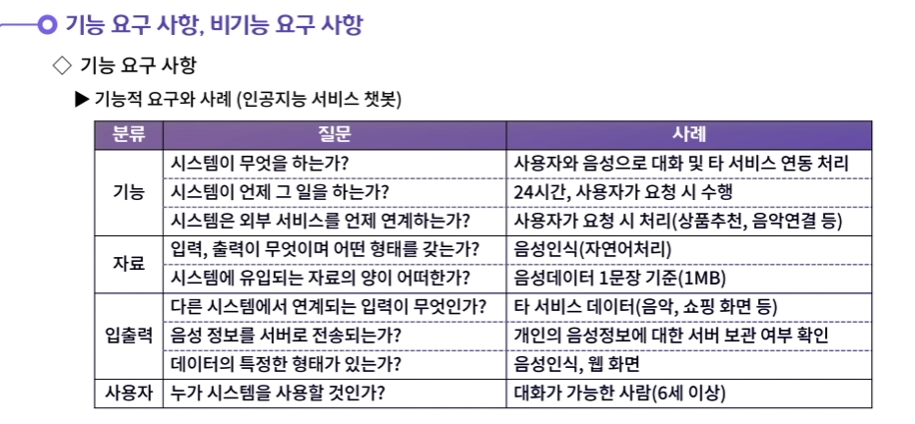 기능 요구 사항, 비기능 요구 사항
◇ 기능 요구 사항
▶ 기능적 요구와 사례 (인공지능 서비스 챗봇)
분류 질문 사례
기능 시스템이 무엇을 하는가? 사용자와 음성으로 대화 및 타 서비스 연동 처리
시스템이 언제 그 일을 하는가? 24시간, 사용자가 요청 시 수행
시스템은 외부 서비스를 언제 연계하는가? 사용자가 요청 시 처리(상품추천, 음악연결 등)
자료 입력, 출력이 무엇이며 어떤 형태를 갖는가? 음성인식(자연어처리)
시스템에 유입되는 자료의 양이 어떠한가? 음성데이터 1문장 기준(1MB)
입출력 다른 시스템에서 연계되는 입력이 무엇인가? 타 서비스 데이터(음악, 쇼핑 화면 등)
음성 정보를 서버로 전송되는가? 개인의 음성정보에 대한 서버 보관 여부 확인
데이터의 특정한 형태가 있는가? 음성인식, 웹 화면
사용자 누가 시스템을 사용할 것인가? 대화가 가능한 사람(6세 이상)